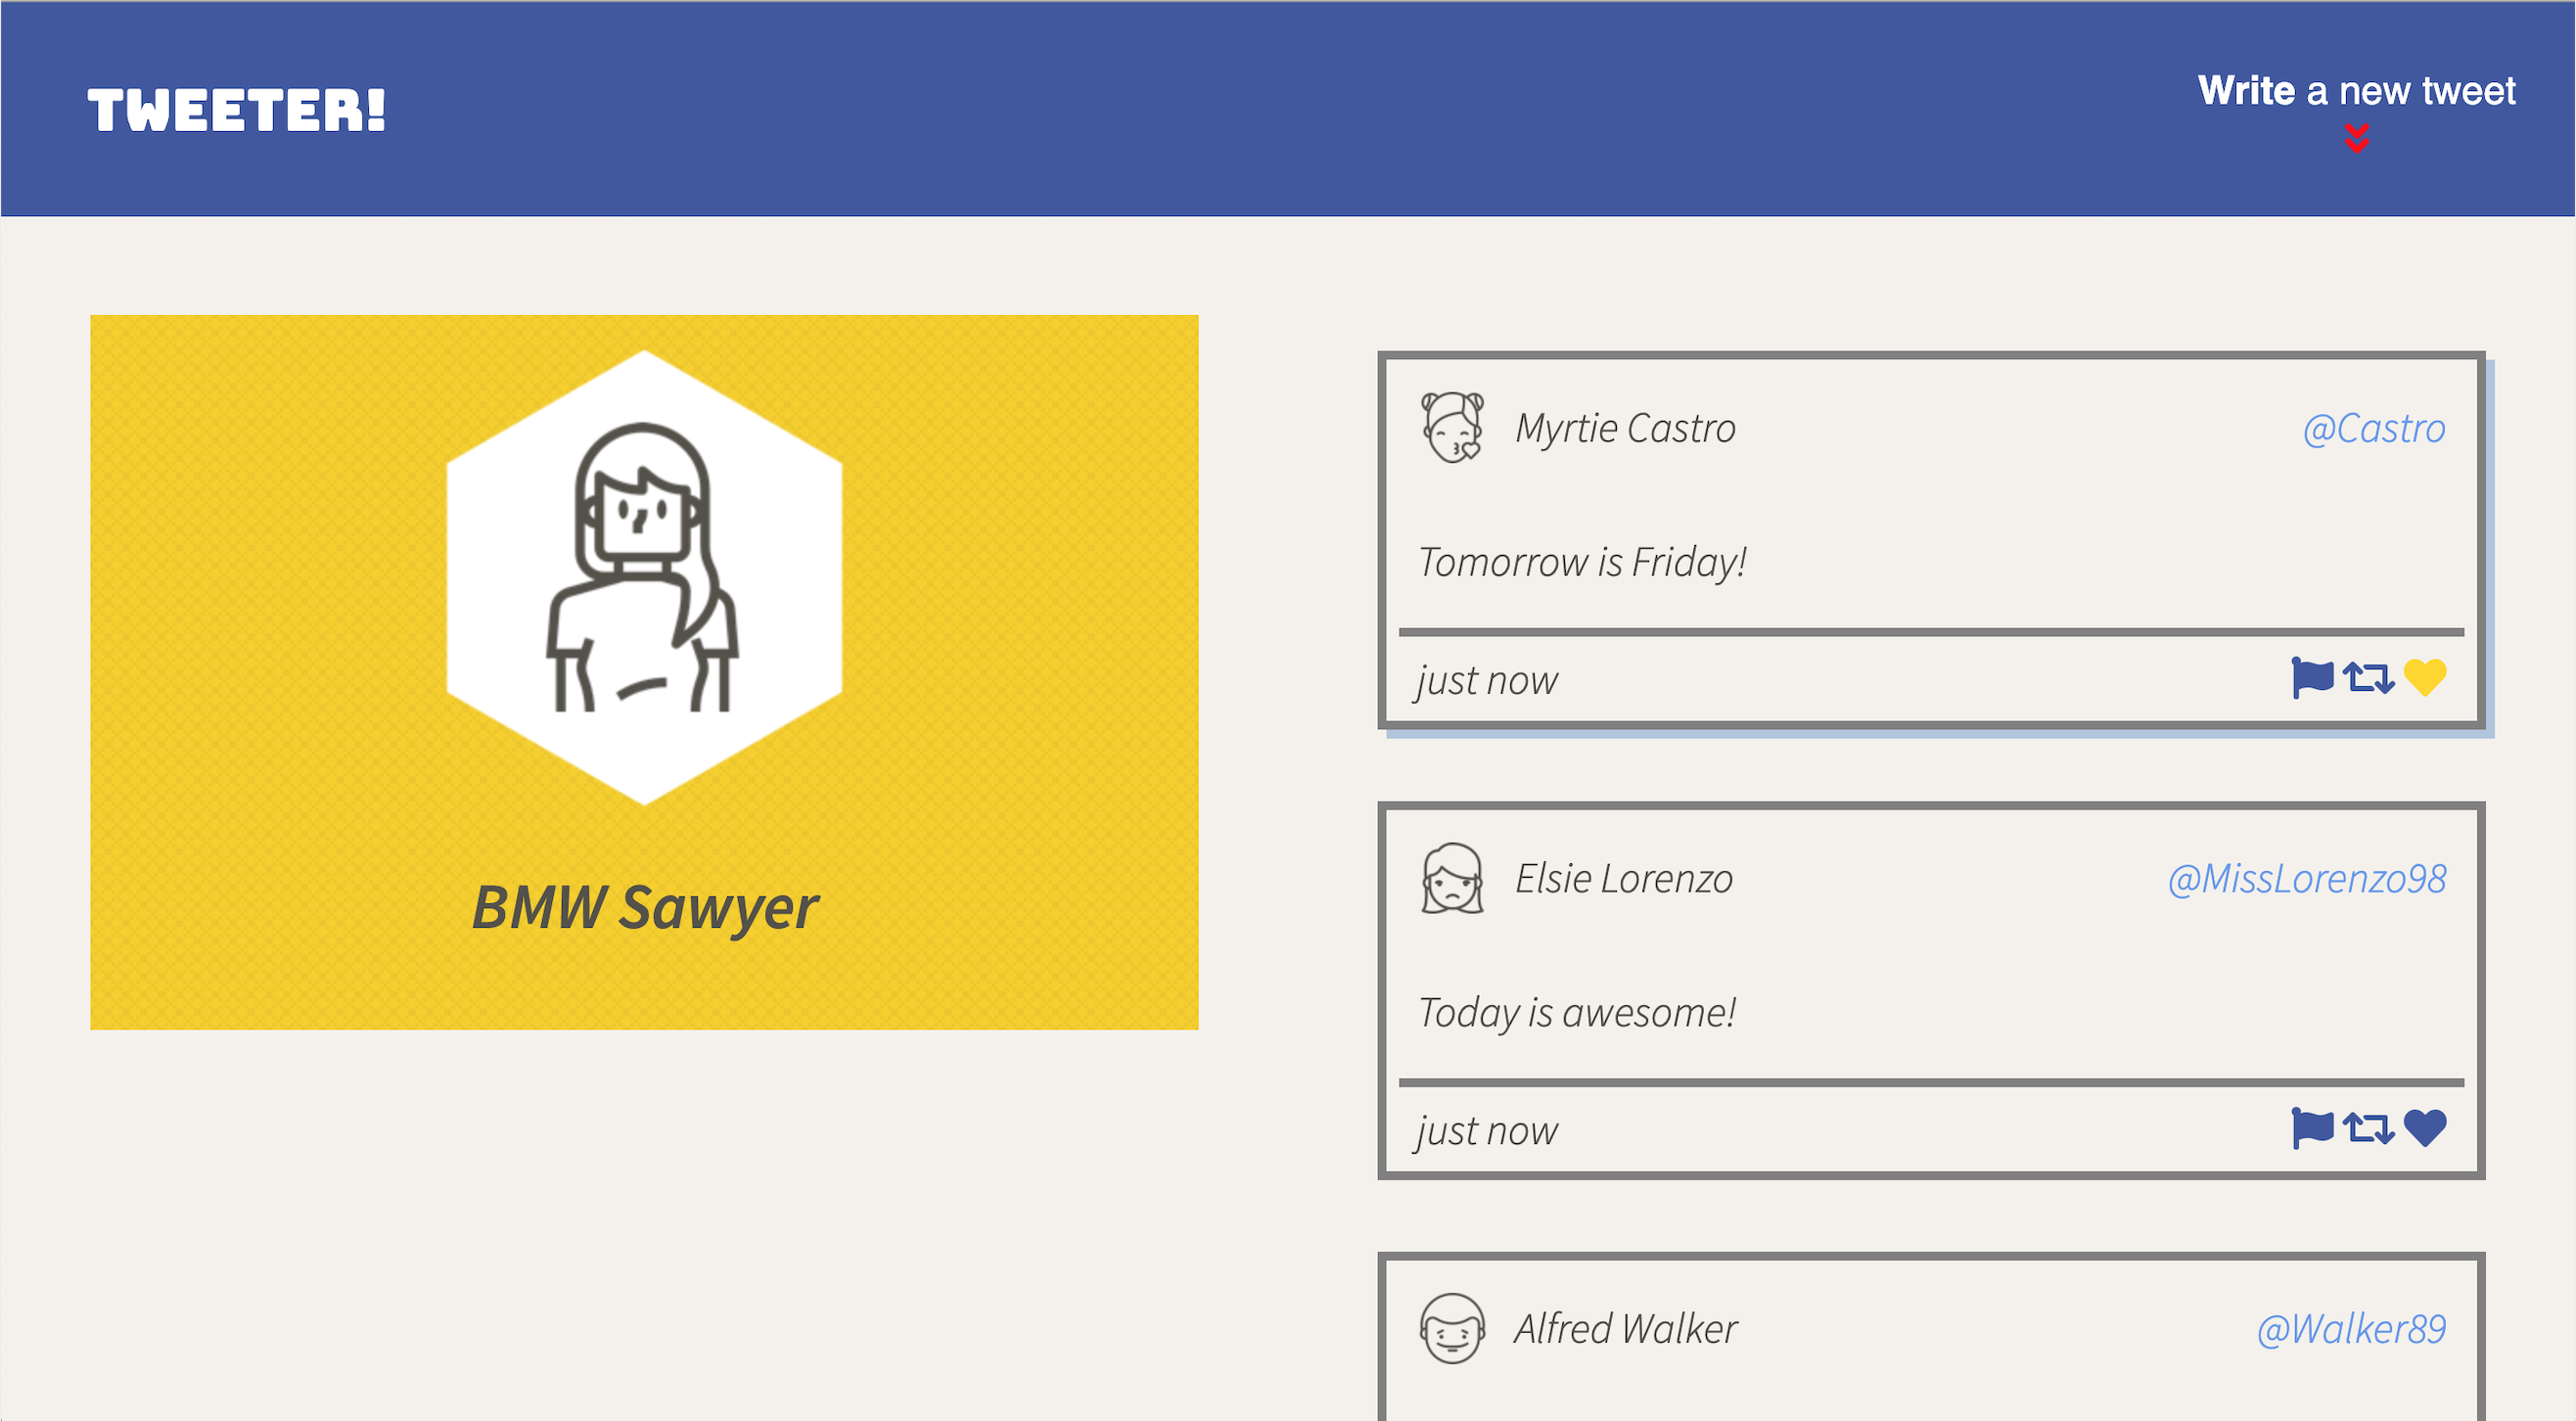 TWEETER!
Write a new tweet
BMW Sawyer
Myrtie Castro @Castro
Tomorrow is Friday!
just now
Elsie Lorenzo @MissLorenzo98
Today is awesome!
just now
Alfred Walker @Walker89